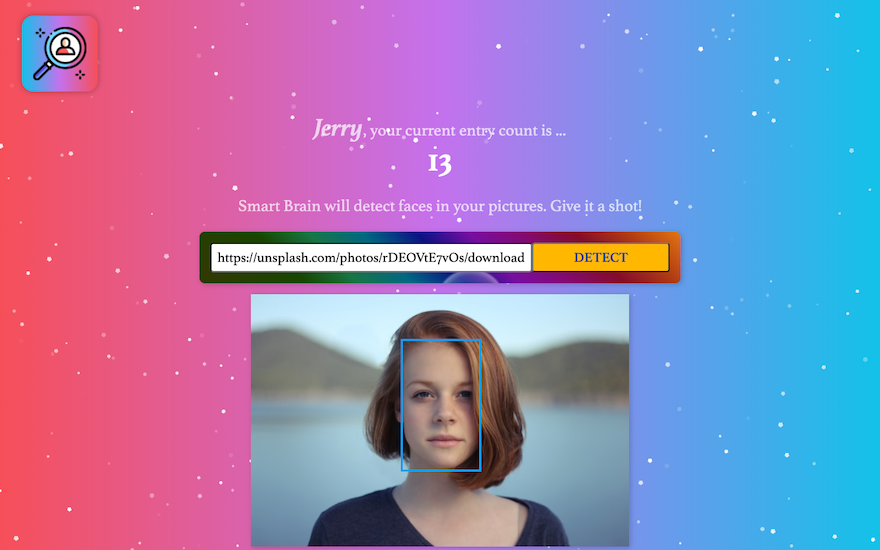 Jerry, your current entry count is ...
13
Smart Brain will detect faces in your pictures. Give it a shot!
https://unsplash.com/photos/rDEOVtE7vOs/download
DETECT